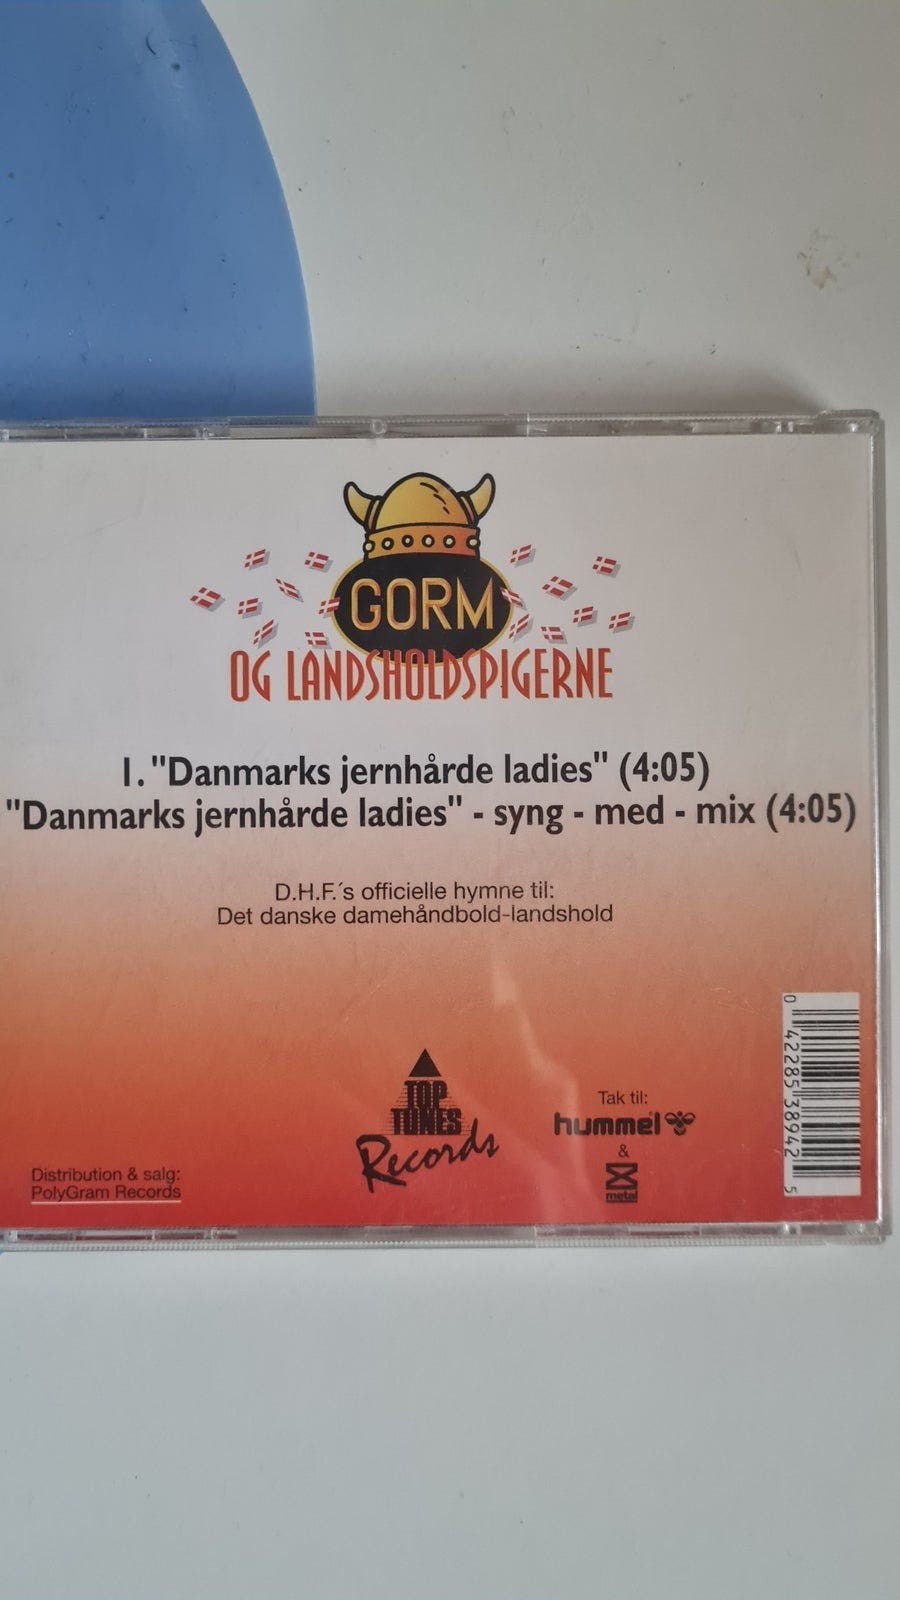 GORM
OG LANDSHOLDSPIGERNE
1. "Danmarks jernhårde ladies" (4:05)
"Danmarks jernhårde ladies" - syng - med - mix (4:05)
D.H.F.´s officielle hymne til:
Det danske damehåndbold-landshold
TOP
TUNES
Records
Tak til:
hummel
&
metal
Distribution & salg:
PolyGram Records
0 42285 38942 5